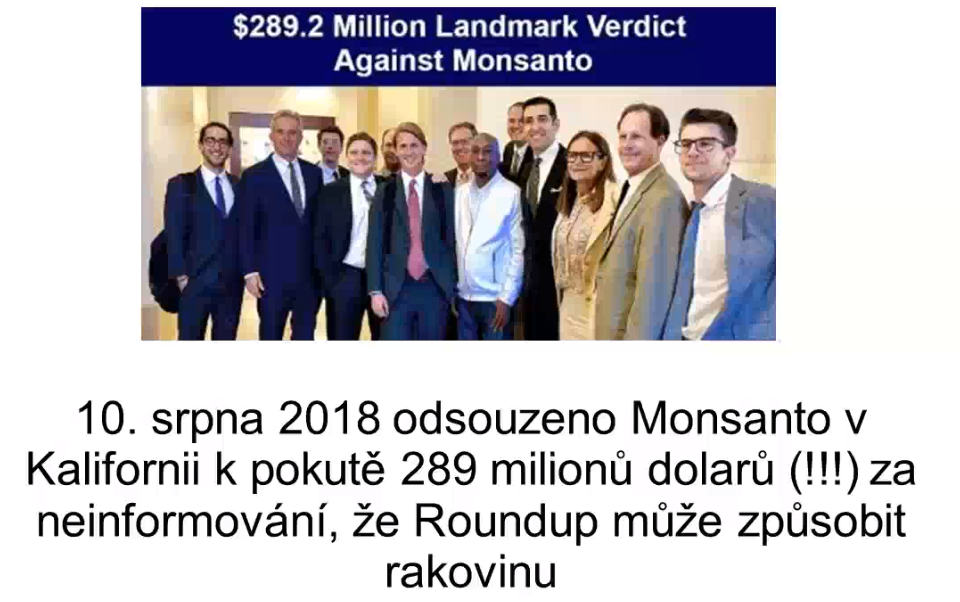 $289.2 Million Landmark Verdict
Against Monsanto
10. srpna 2018 odsouzeno Monsanto v
Kalifornii k pokutě 289 milionů dolarů (!!!) za
neinformování, že Roundup může způsobit
rakovinu